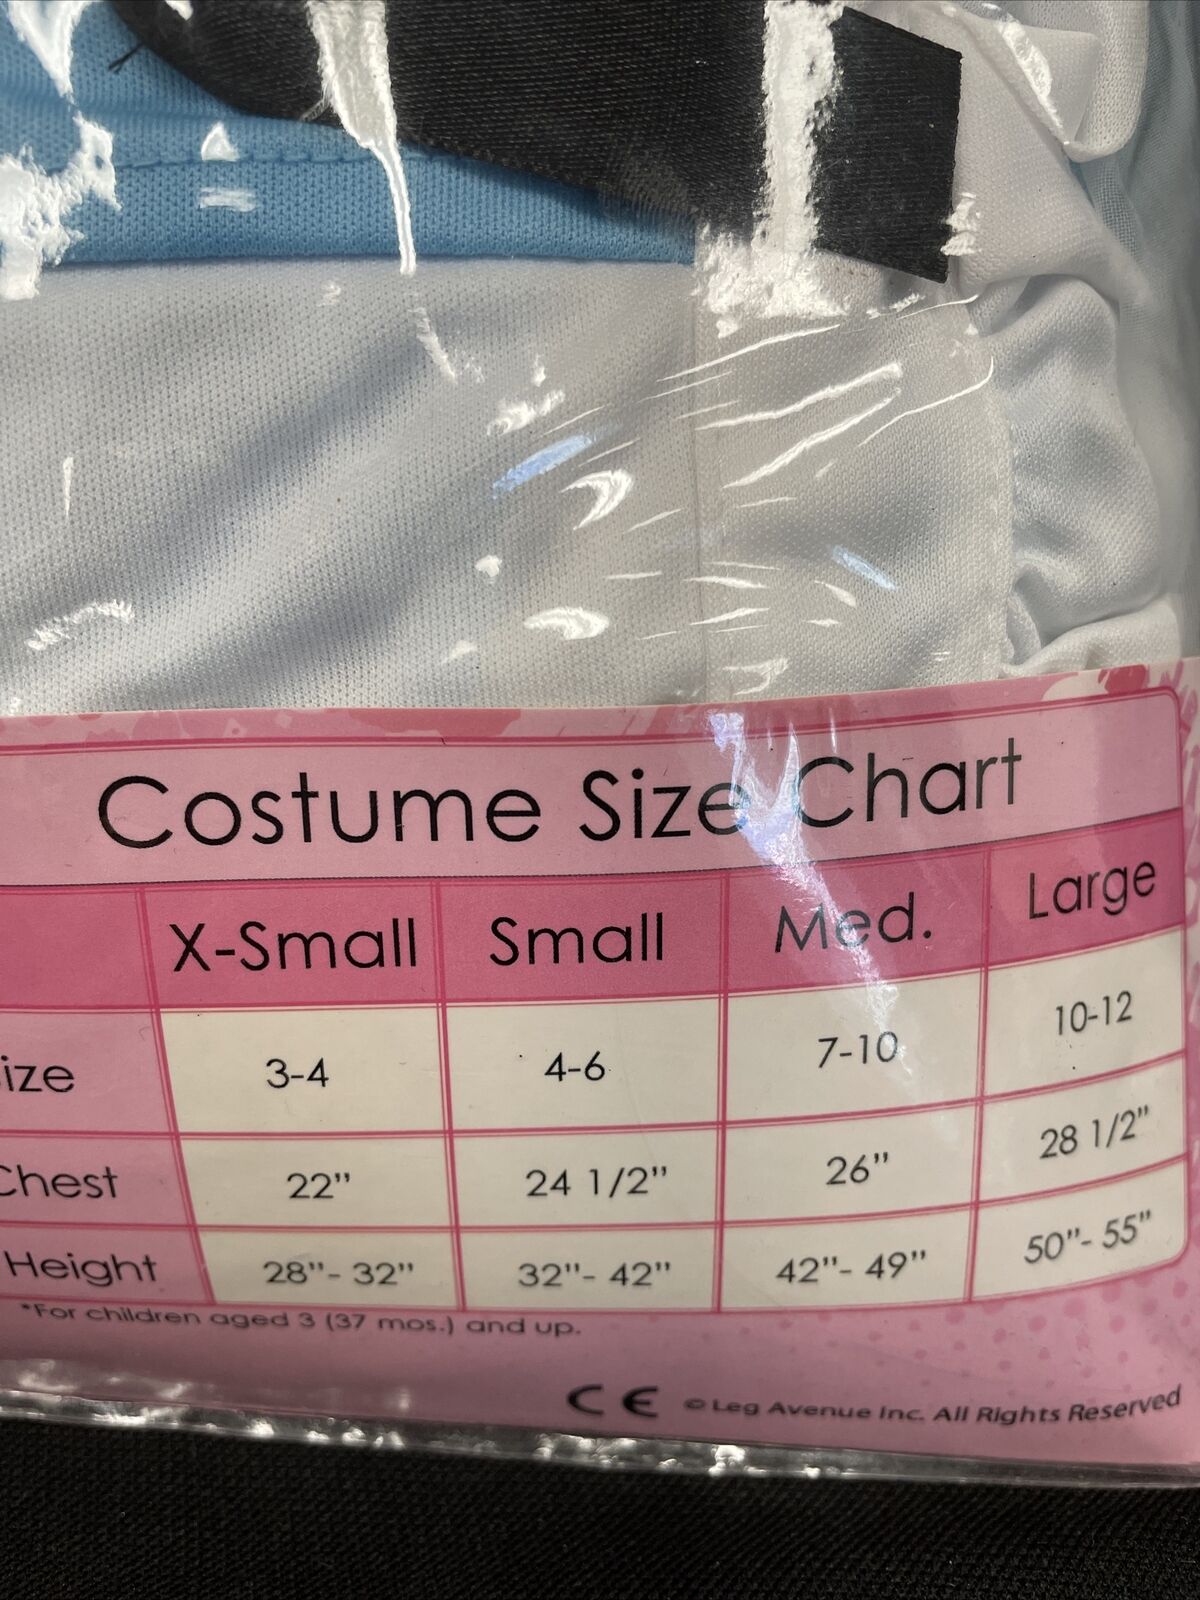 Costume Size Chart
X-Small Small Med. Large
ize 3-4 4-6 7-10 10-12
Chest 22" 24 1/2" 26" 28 1/2"
Height 28"- 32" 32"- 42" 42"- 49" 50"- 55"
*For children aged 3 (37 mos.) and up.
CE © Leg Avenue Inc. All Rights Reserved